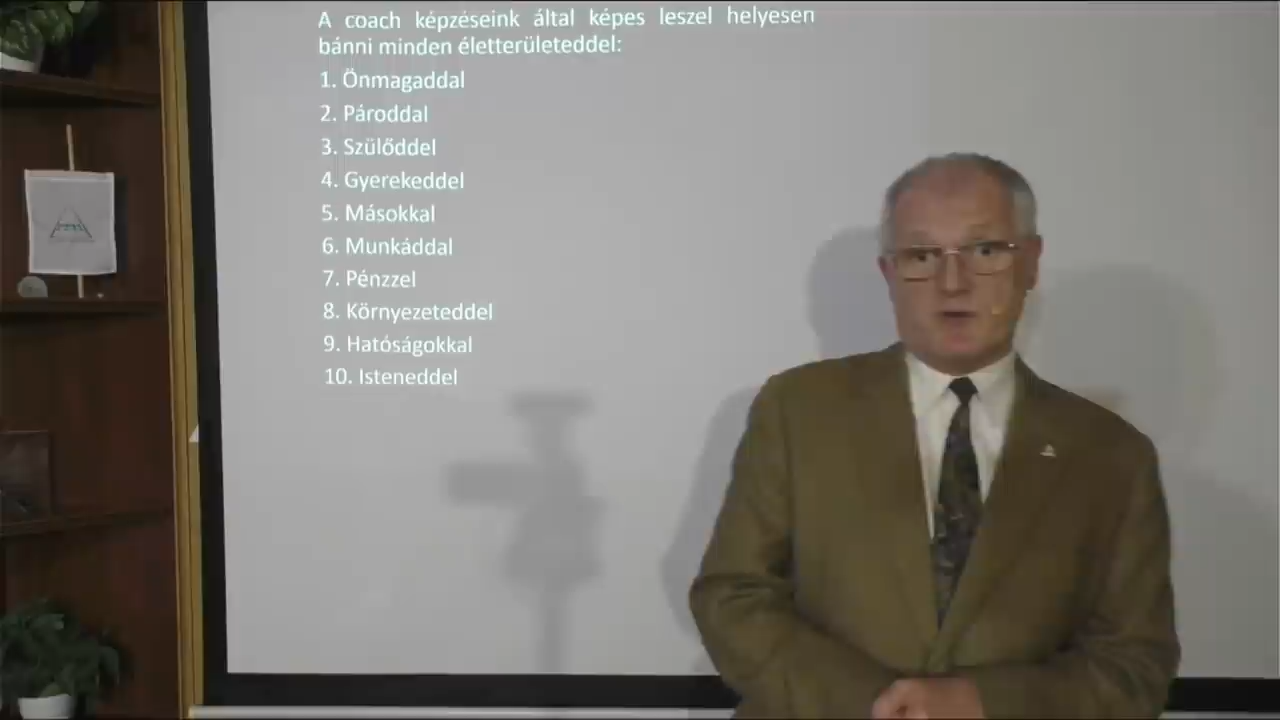 A coach képzéseink által képes leszel helyesen
bánni minden életterületeddel:
1. Önmagaddal
2. Pároddal
3. Szülőddel
4. Gyerekeddel
5. Másokkal
6. Munkáddal
7. Pénzzel
8. Környezeteddel
9. Hatóságokkal
10. Isteneddel